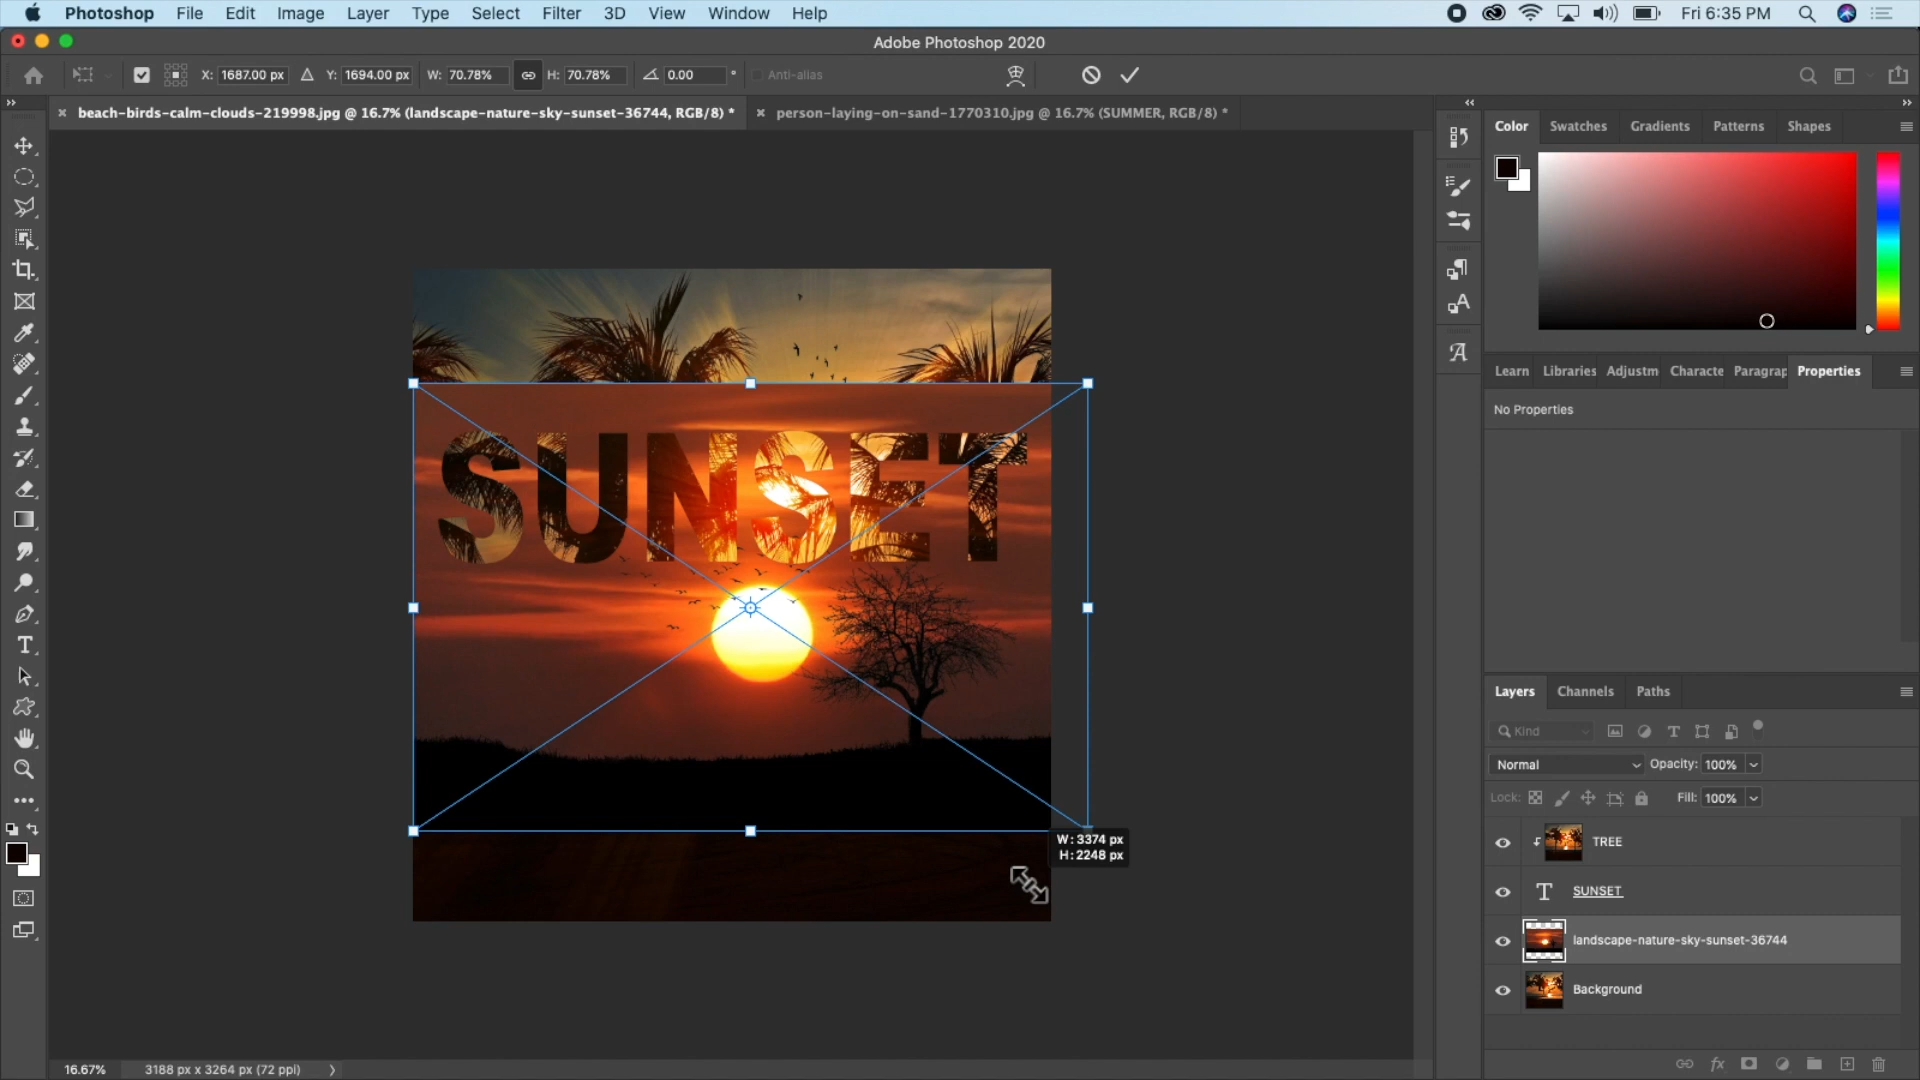 Photoshop File Edit Image Layer Type Select Filter 3D View Window Help Fri 6:35 PM
Adobe Photoshop 2020
X: 1687.00 px Y: 1694.00 px W: 70.78% H: 70.78% 0.00 ° Anti-alias
beach-birds-calm-clouds-219998.jpg @ 16.7% (landscape-nature-sky-sunset-36744, RGB/8) * person-laying-on-sand-1770310.jpg @ 16.7% (SUMMER, RGB/8) *
Color Swatches Gradients Patterns Shapes
Learn Libraries Adjustm Characte Paragrap Properties
No Properties
SUNSET
Layers Channels Paths
Kind
Normal Opacity: 100%
Lock: Fill: 100%
W: 3374 px
H: 2248 px
TREE
SUNSET
landscape-nature-sky-sunset-36744
Background
16.67% 3188 px x 3264 px (72 ppi)